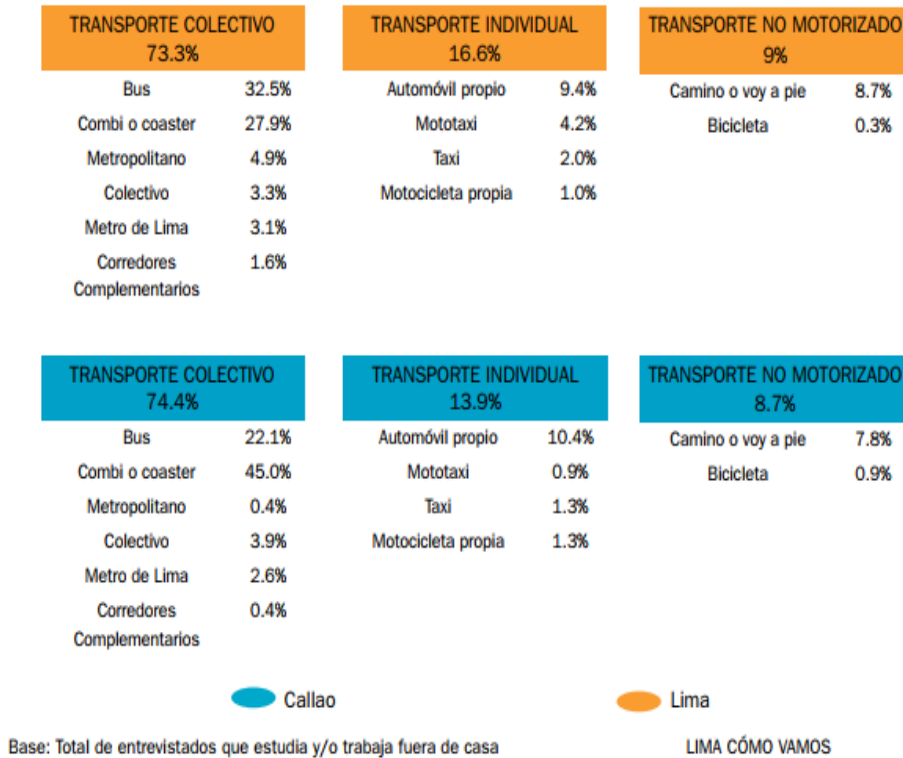 TRANSPORTE COLECTIVO
73.3%
Bus 32.5%
Combi o coaster 27.9%
Metropolitano 4.9%
Colectivo 3.3%
Metro de Lima 3.1%
Corredores 1.6%
Complementarios
TRANSPORTE INDIVIDUAL
16.6%
Automóvil propio 9.4%
Mototaxi 4.2%
Taxi 2.0%
Motocicleta propia 1.0%
TRANSPORTE NO MOTORIZADO
9%
Camino o voy a pie 8.7%
Bicicleta 0.3%
TRANSPORTE COLECTIVO
74.4%
Bus 22.1%
Combi o coaster 45.0%
Metropolitano 0.4%
Colectivo 3.9%
Metro de Lima 2.6%
Corredores 0.4%
Complementarios
TRANSPORTE INDIVIDUAL
13.9%
Automóvil propio 10.4%
Mototaxi 0.9%
Taxi 1.3%
Motocicleta propia 1.3%
TRANSPORTE NO MOTORIZADO
8.7%
Camino o voy a pie 7.8%
Bicicleta 0.9%
Callao
Lima
Base: Total de entrevistados que estudia y/o trabaja fuera de casa
LIMA CÓMO VAMOS